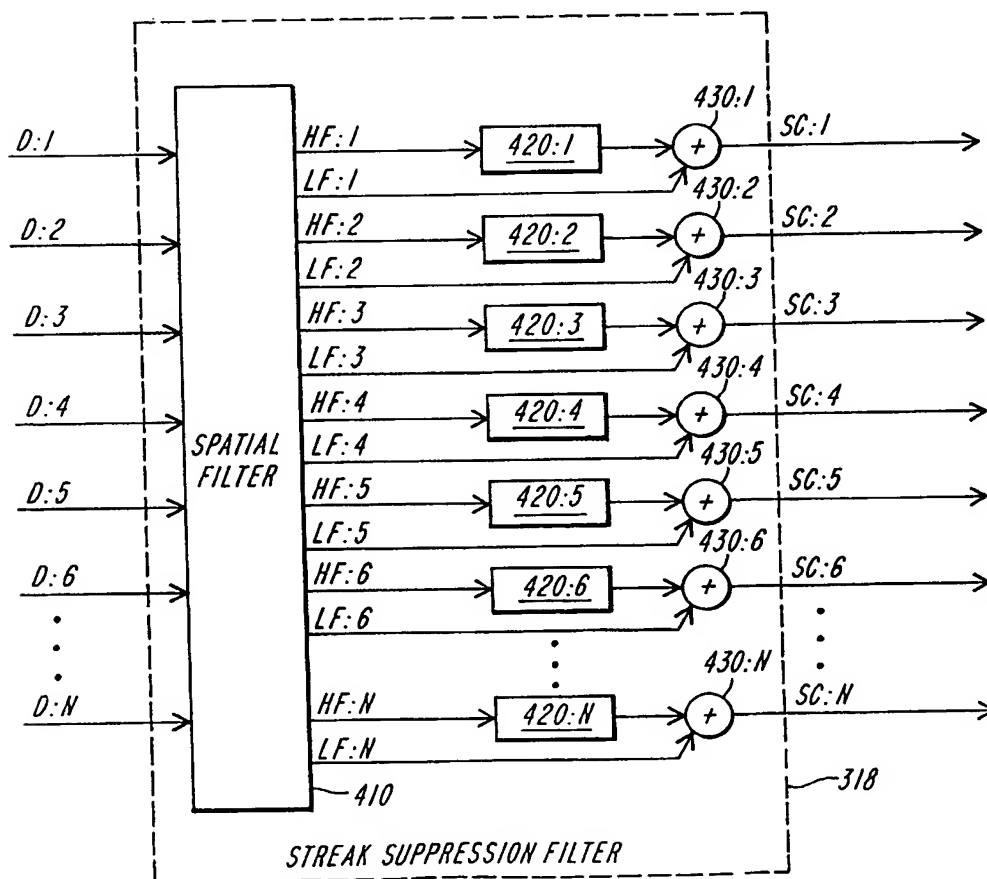 430:1
D:1 HF:1 420:1 + SC:1
LF:1
430:2
D:2 HF:2 420:2 + SC:2
LF:2
430:3
D:3 HF:3 420:3 + SC:3
LF:3
430:4
D:4 HF:4 420:4 + SC:4
SPATIAL
FILTER
LF:4
430:5
D:5 HF:5 420:5 + SC:5
LF:5
430:6
D:6 HF:6 420:6 + SC:6
LF:6
430:N
D:N HF:N 420:N + SC:N
LF:N
410
318
STREAK SUPPRESSION FILTER